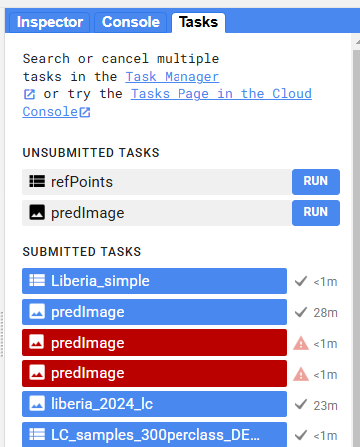 Inspector Console Tasks
Search or cancel multiple
tasks in the Task Manager
or try the Tasks Page in the Cloud
Console
UNSUBMITTED TASKS
refPoints RUN
predImage RUN
SUBMITTED TASKS
Liberia_simple <1m
predImage 28m
predImage <1m
predImage <1m
liberia_2024_lc 23m
LC_samples_300perclass_DE... <1m